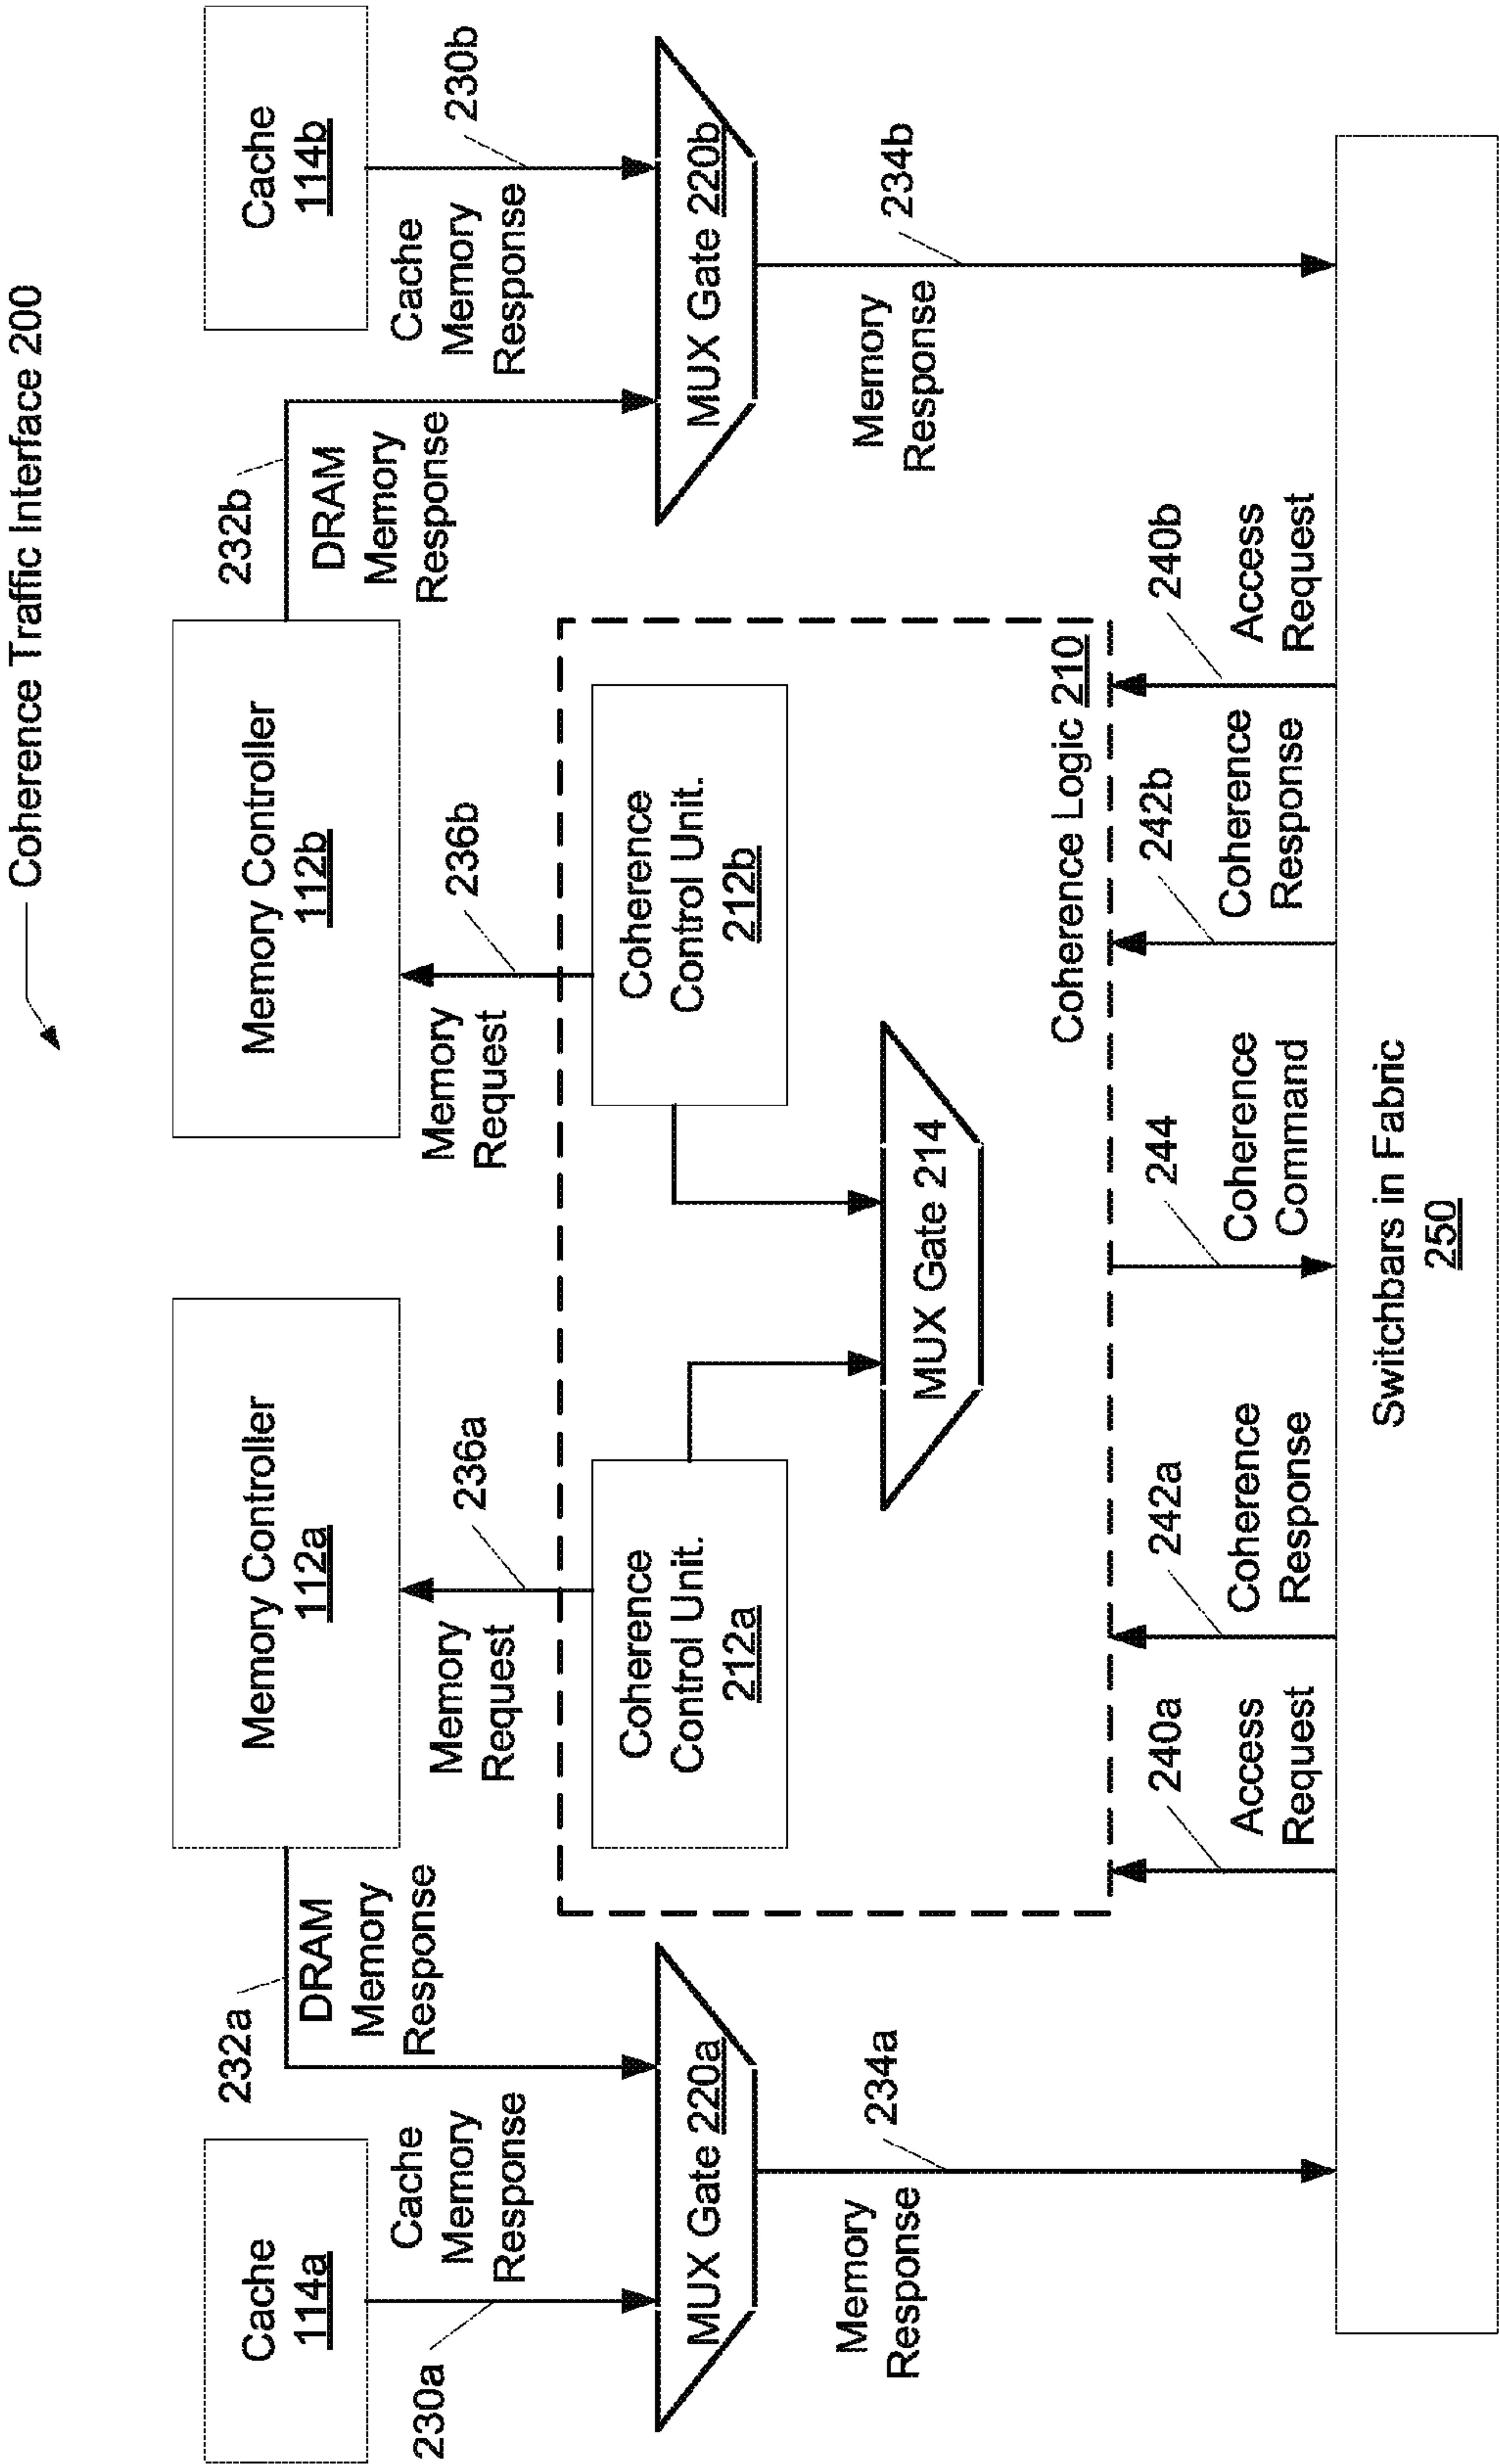 Coherence Traffic Interface 200
Cache
114a
Memory Controller
112a
Memory Controller
112b
Cache
114b
232a
DRAM
Memory
Response
232b
DRAM
Memory
Response
230a
Cache
Memory
Response
Memory
Request
236a
Memory
Request
236b
Cache
Memory
Response
230b
MUX Gate 220a
Coherence
Control Unit.
212a
Coherence
Control Unit.
212b
MUX Gate 220b
MUX Gate 214
Memory
Response
234a
Coherence Logic 210
Memory
Response
234b
240a
Access
Request
242a
Coherence
Response
244
Coherence
Command
242b
Coherence
Response
240b
Access
Request
Switchbars in Fabric
250